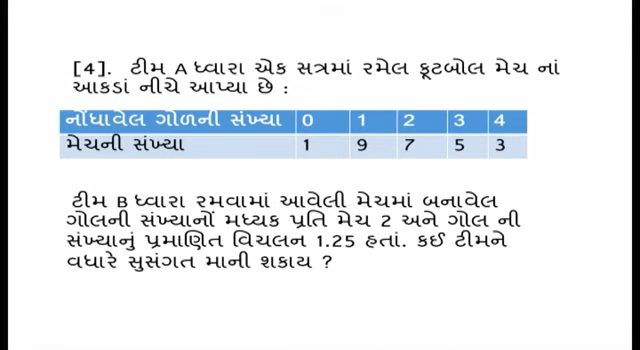 [4]. ટીમ A ધ્વારા એક સત્રમાં રમેલ ફૂટબોલ મેચ નાં
આકડાં નીચે આપ્યા છે :
નોંધાવેલ ગોળની સંખ્યા 0 1 2 3 4
મેચની સંખ્યા 1 9 7 5 3
ટીમ B ધ્વારા રમવામાં આવેલી મેચમાં બનાવેલ
ગોલની સંખ્યાનોં મધ્યક પ્રતિ મેચ 2 અને ગોલ ની
સંખ્યાનું પ્રમાણિત વિચલન 1.25 હતાં. કઈ ટીમને
વધારે સુસંગત માની શકાય ?